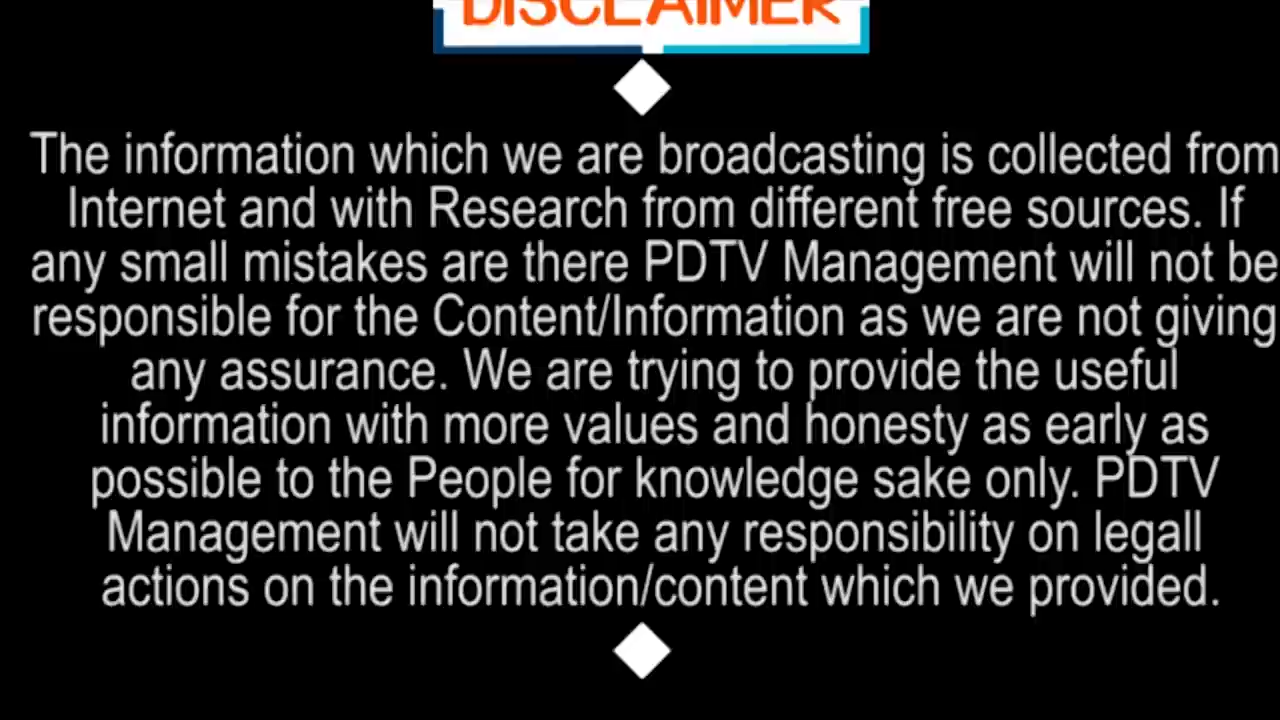 DISCLAIMER
The information which we are broadcasting is collected from
Internet and with Research from different free sources. If
any small mistakes are there PDTV Management will not be
responsible for the Content/Information as we are not giving
any assurance. We are trying to provide the useful
information with more values and honesty as early as
possible to the People for knowledge sake only. PDTV
Management will not take any responsibility on legall
actions on the information/content which we provided.